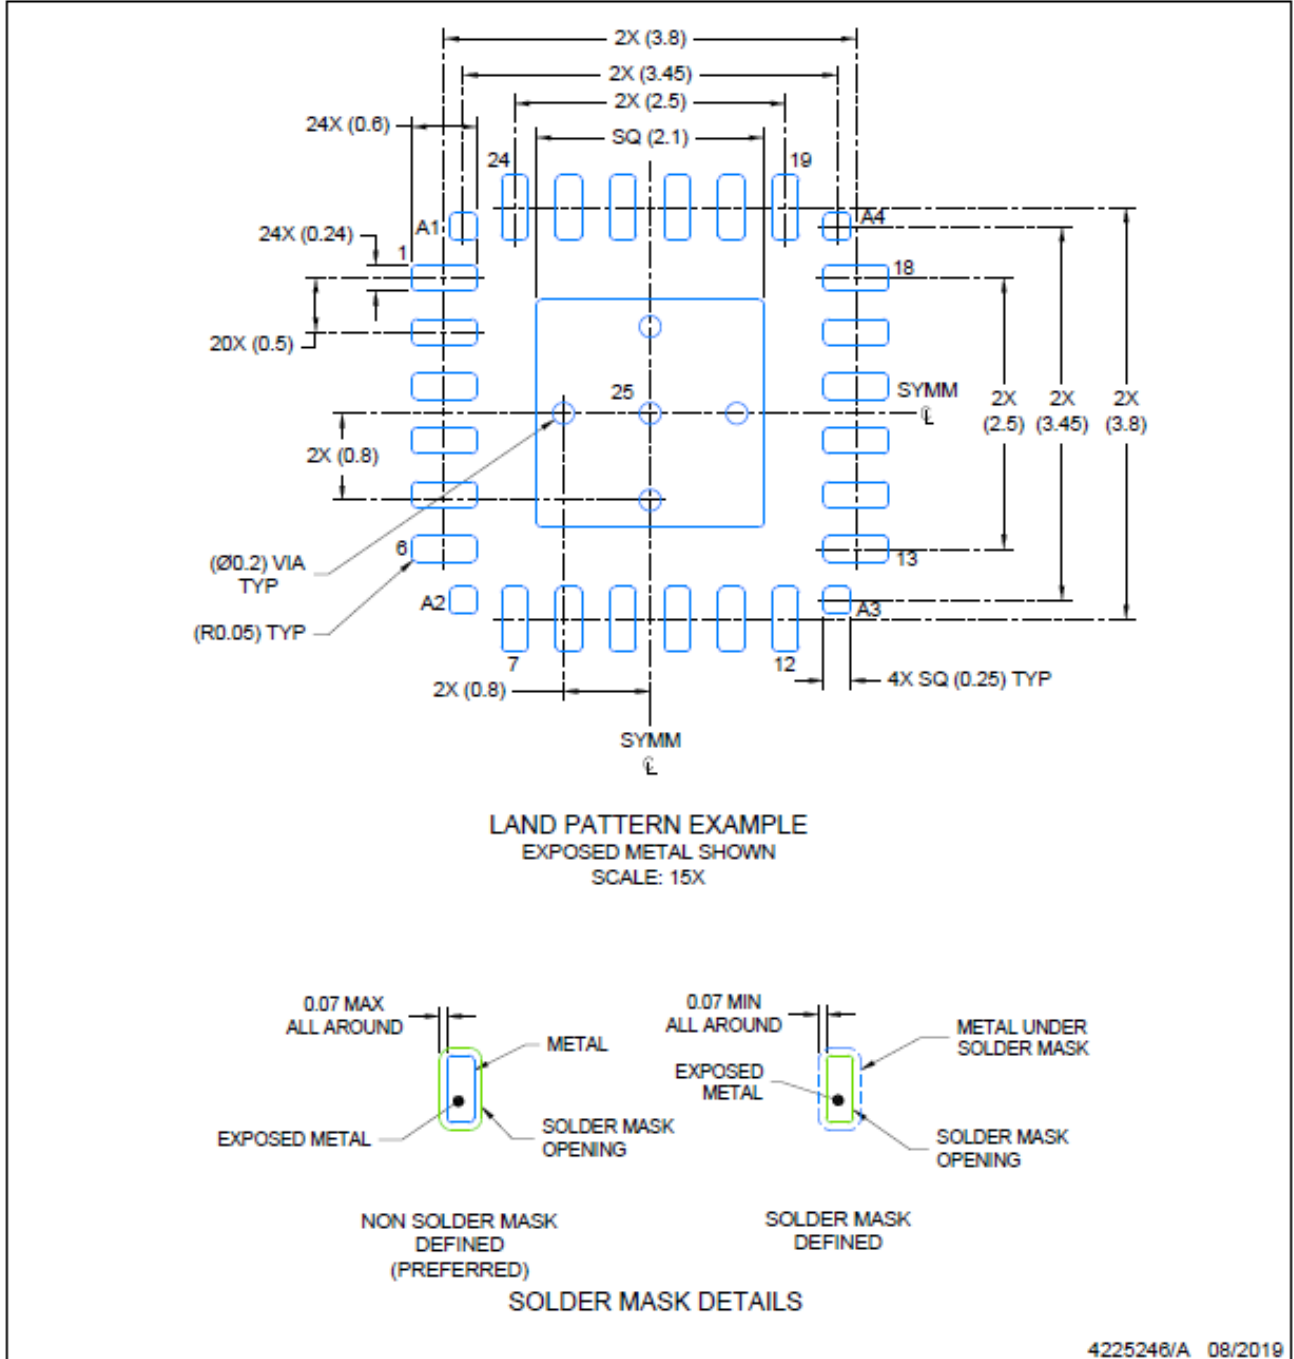 2X (3.8)
2X (3.45)
2X (2.5)
SQ (2.1)
24X (0.6)
24
19
A1
A4
24X (0.24)
1
18
20X (0.5)
25
SYMM
℄
2X
(2.5)
2X
(3.45)
2X
(3.8)
2X (0.8)
6
13
(Ø0.2) VIA
TYP
A2
A3
(R0.05) TYP
7
12
2X (0.8)
4X SQ (0.25) TYP
SYMM
℄
LAND PATTERN EXAMPLE
EXPOSED METAL SHOWN
SCALE: 15X
0.07 MAX
ALL AROUND
METAL
EXPOSED METAL
SOLDER MASK
OPENING
NON SOLDER MASK
DEFINED
(PREFERRED)
0.07 MIN
ALL AROUND
METAL UNDER
SOLDER MASK
EXPOSED
METAL
SOLDER MASK
OPENING
SOLDER MASK
DEFINED
SOLDER MASK DETAILS
4225246/A 08/2019